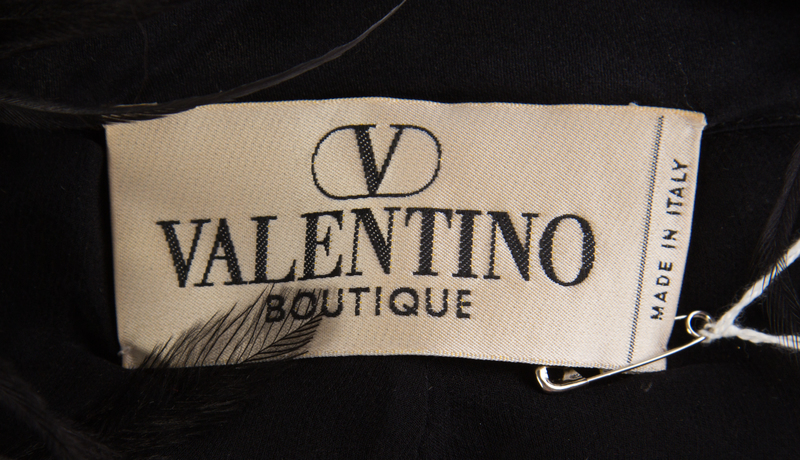 V
VALENTINO
BOUTIQUE
MADE IN ITALY